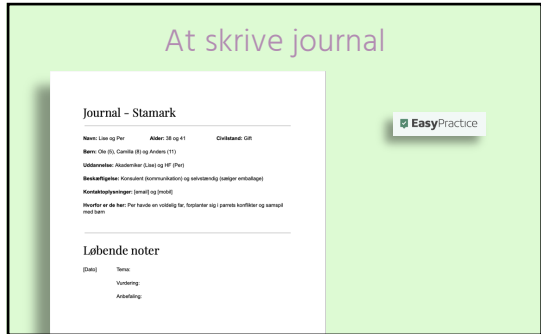 At skrive journal
Journal - Stamark
Navn: Lise og Per Alder: 38 og 41 Civilstand: Gift
Børn: Ole (5), Camilla (8) og Anders (11)
Uddannelse: Akademiker (Lise) og HF (Per)
Beskæftigelse: Konsulent (kommunikation) og selvstændig (sælger emballage)
Kontaktoplysninger: [email] og [mobil]
Hvorfor er de her: Per havde en voldelig far, forplanter sig i parrets konflikter og samspil
med børn
Løbende noter
[Dato] Tema:
Vurdering:
Anbefaling:
EasyPractice